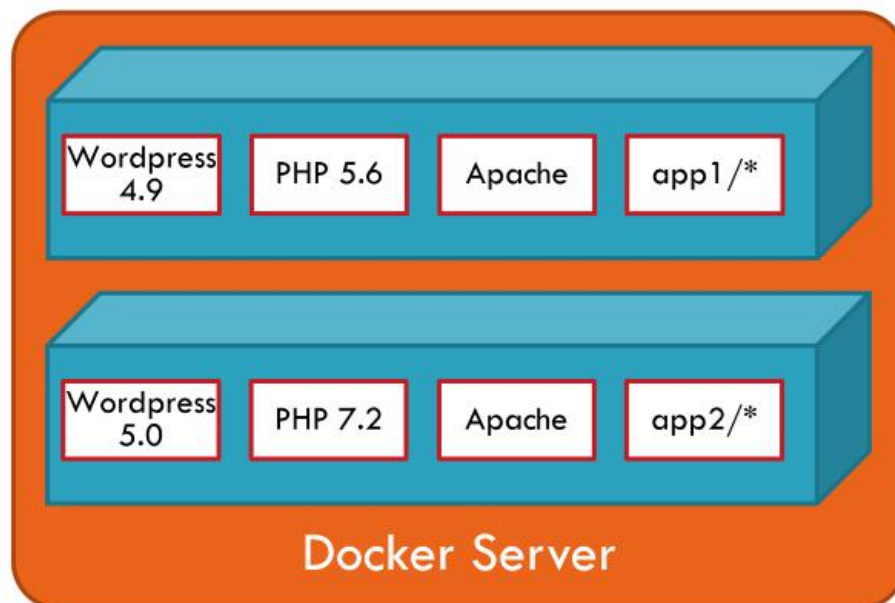 Wordpress
4.9
PHP 5.6
Apache
app1/*
Wordpress
5.0
PHP 7.2
Apache
app2/*
Docker Server